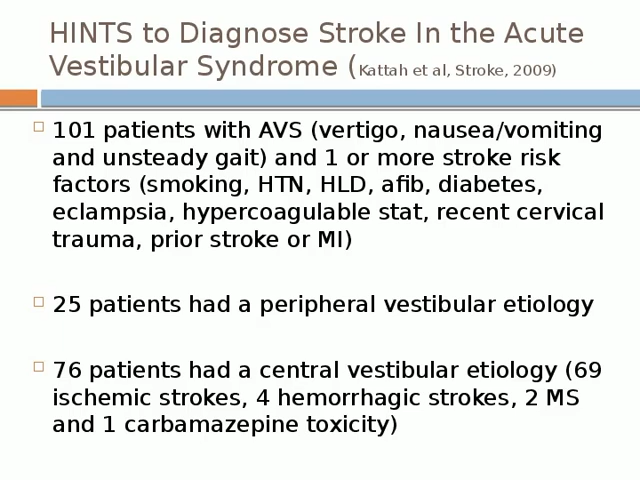 HINTS to Diagnose Stroke In the Acute
Vestibular Syndrome (Kattah et al, Stroke, 2009)
101 patients with AVS (vertigo, nausea/vomiting
and unsteady gait) and 1 or more stroke risk
factors (smoking, HTN, HLD, afib, diabetes,
eclampsia, hypercoagulable stat, recent cervical
trauma, prior stroke or MI)
25 patients had a peripheral vestibular etiology
76 patients had a central vestibular etiology (69
ischemic strokes, 4 hemorrhagic strokes, 2 MS
and 1 carbamazepine toxicity)